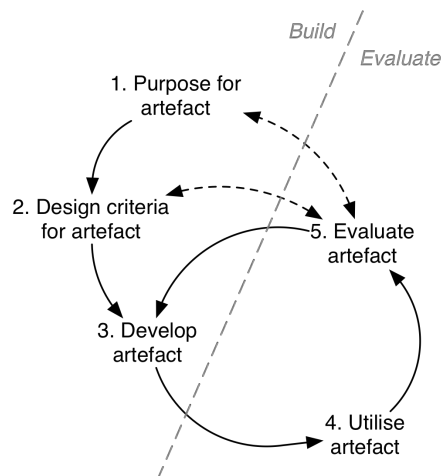 Build
Evaluate
1. Purpose for
artefact
2. Design criteria
for artefact
5. Evaluate
artefact
3. Develop
artefact
4. Utilise
artefact